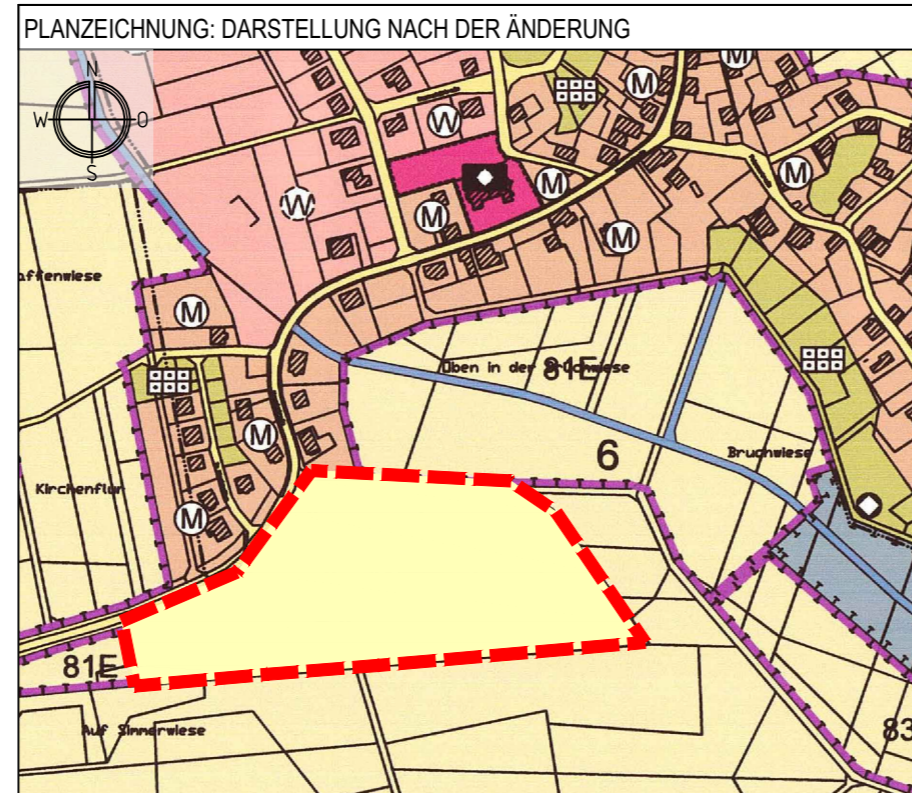 PLANZEICHNUNG: DARSTELLUNG NACH DER ÄNDERUNG
N
W O
S
M
M
W
M
W
M
M
M
affenwiese
M
Oben in der Bruchwiese
81E
M
6
Bruchwiese
Kirchenflur
M
81E
Auf Simmerwiese
83